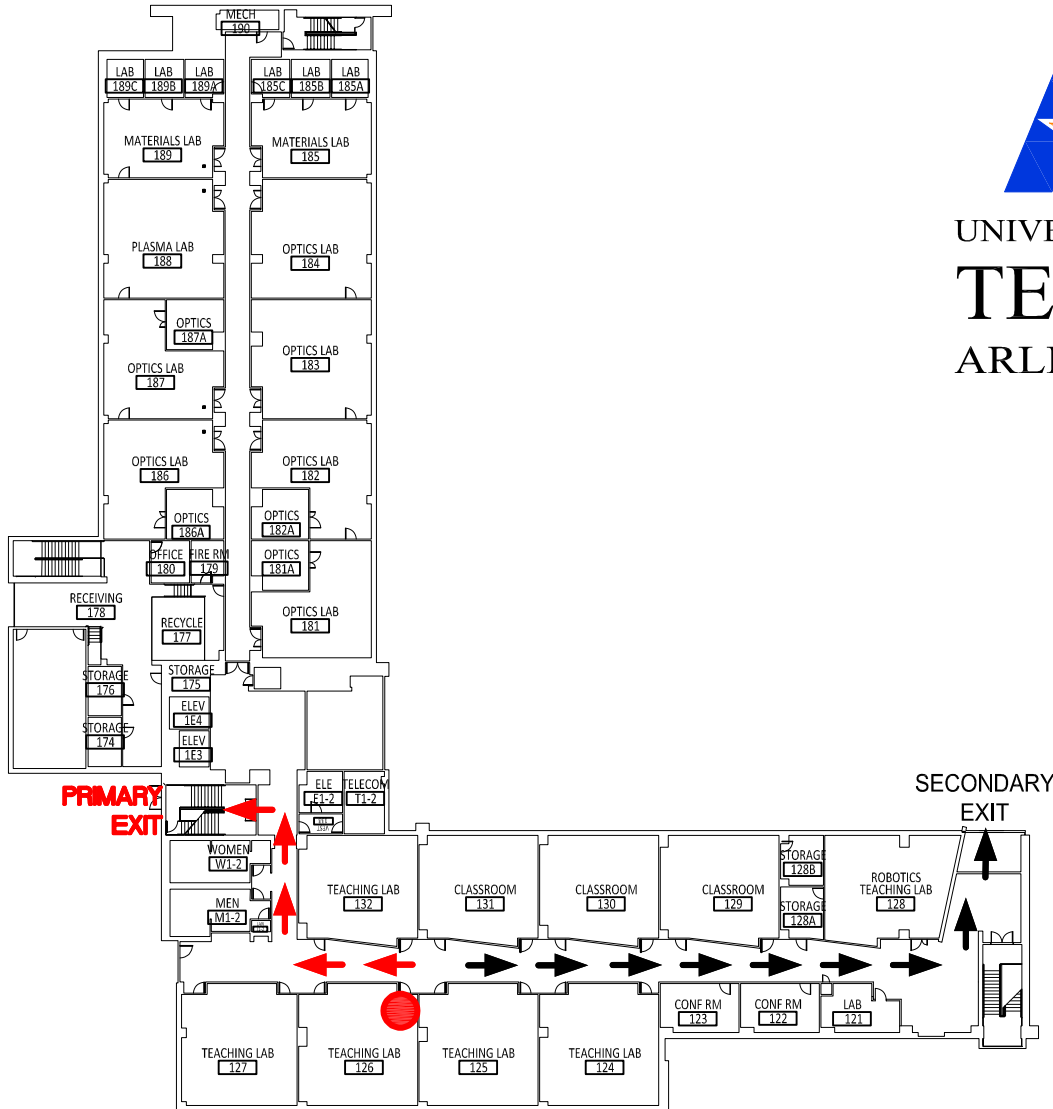 MECH
190
LAB
189C
LAB
189B
LAB
189A
LAB
185C
LAB
185B
LAB
185A
MATERIALS LAB
189
MATERIALS LAB
185
UNIVE
TE
ARLI
PLASMA LAB
188
OPTICS LAB
184
OPTICS
187A
OPTICS LAB
187
OPTICS LAB
183
OPTICS LAB
186
OPTICS LAB
182
OPTICS
186A
OPTICS
182A
OFFICE
180
FIRE RM
179
OPTICS
181A
RECEIVING
178
RECYCLE
177
OPTICS LAB
181
STORAGE
176
STORAGE
175
STORAGE
174
ELEV
1E4
ELEV
1E3
ELE
E1-2
TELECOM
T1-2
PRIMARY
EXIT
SECONDARY
EXIT
WOMEN
W1-2
MEN
M1-2
TEACHING LAB
132
CLASSROOM
131
CLASSROOM
130
CLASSROOM
129
STORAGE
128B
STORAGE
128A
ROBOTICS
TEACHING LAB
128
CONF RM
123
CONF RM
122
LAB
121
TEACHING LAB
127
TEACHING LAB
126
TEACHING LAB
125
TEACHING LAB
124